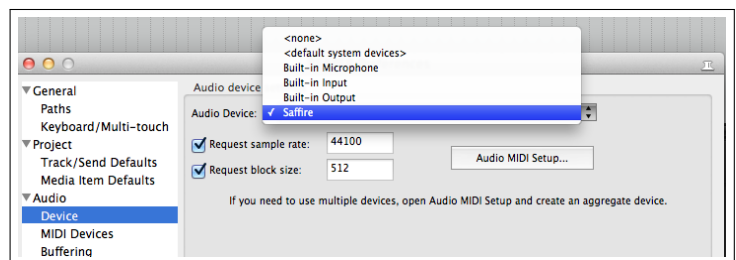 <none>
<default system devices>
Built-in Microphone
Built-in Input
Built-in Output
✓ Saffire
▼General
Paths
Keyboard/Multi-touch
▼Project
Track/Send Defaults
Media Item Defaults
▼Audio
Device
MIDI Devices
Buffering
Audio device
Audio Device:
Request sample rate: 44100
Request block size: 512
Audio MIDI Setup...
If you need to use multiple devices, open Audio MIDI Setup and create an aggregate device.